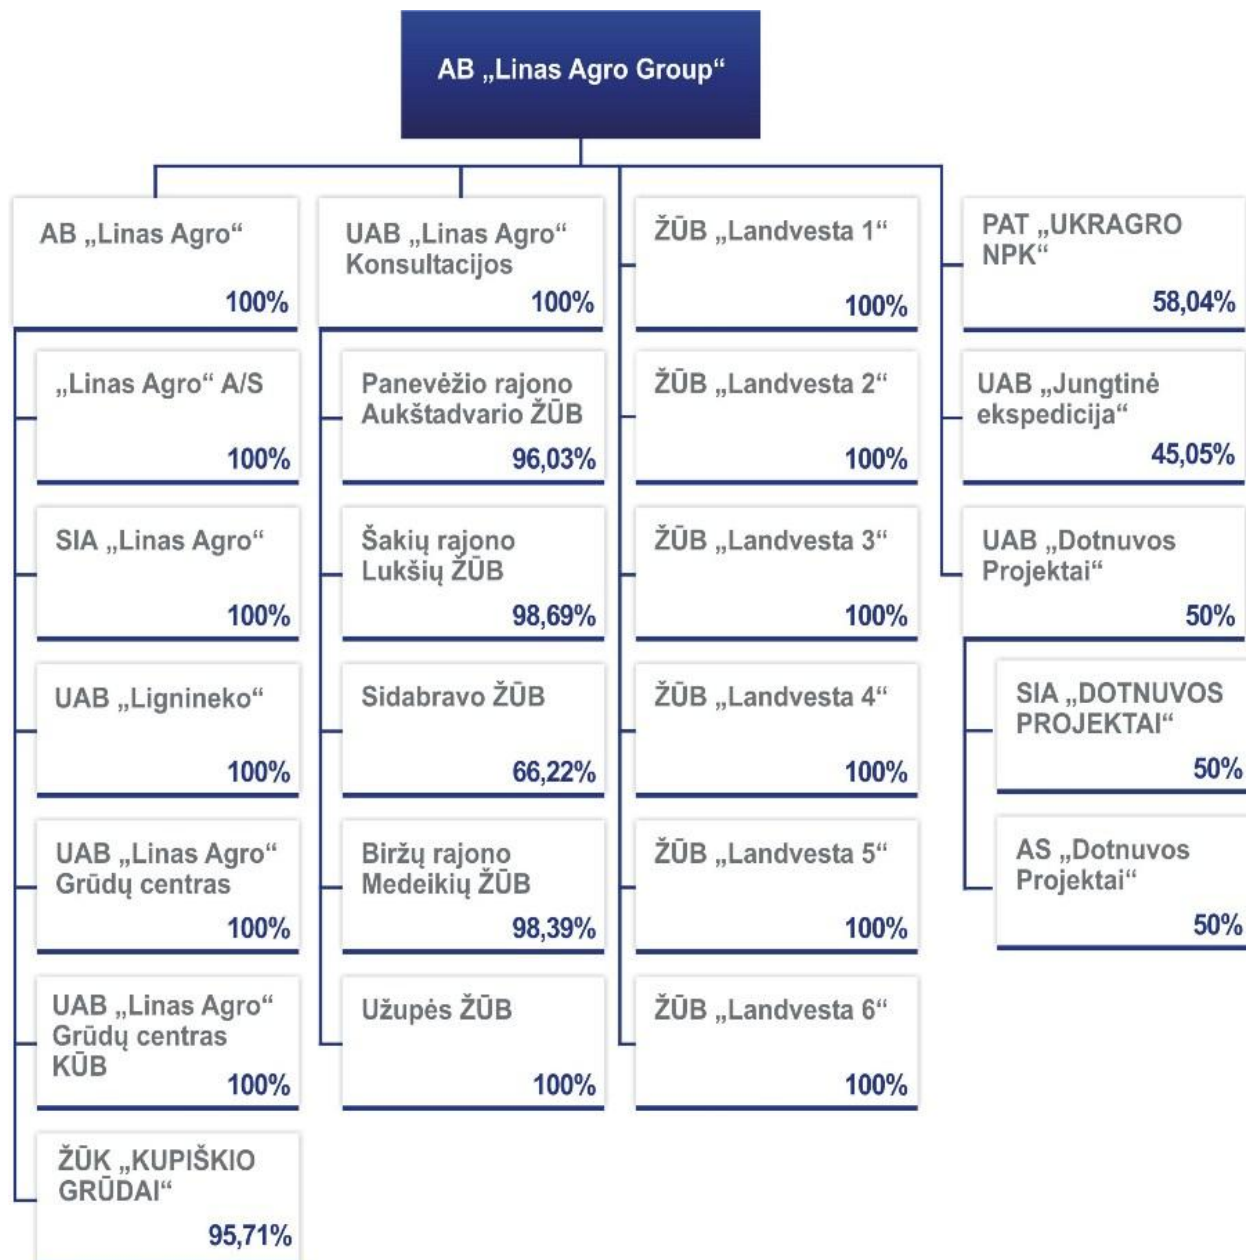 AB „Linas Agro Group“
AB „Linas Agro“
100%
„Linas Agro“ A/S
100%
SIA „Linas Agro“
100%
UAB „Lignineko“
100%
UAB „Linas Agro“
Grūdų centras
100%
UAB „Linas Agro“
Grūdų centras
KŪB
100%
ŽŪK „KUPIŠKIO
GRŪDAI“
95,71%
UAB „Linas Agro“
Konsultacijos
100%
Panevėžio rajono
Aukštadvario ŽŪB
96,03%
Šakių rajono
Lukšių ŽŪB
98,69%
Sidabravo ŽŪB
66,22%
Biržų rajono
Medeikių ŽŪB
98,39%
Užupės ŽŪB
100%
ŽŪB „Landvesta 1“
100%
ŽŪB „Landvesta 2“
100%
ŽŪB „Landvesta 3“
100%
ŽŪB „Landvesta 4“
100%
ŽŪB „Landvesta 5“
100%
ŽŪB „Landvesta 6“
100%
PAT „UKRAGRO
NPK“
58,04%
UAB „Jungtinė
ekspedicija“
45,05%
UAB „Dotnuvos
Projektai“
50%
SIA „DOTNUVOS
PROJEKTAI“
50%
AS „Dotnuvos
Projektai“
50%